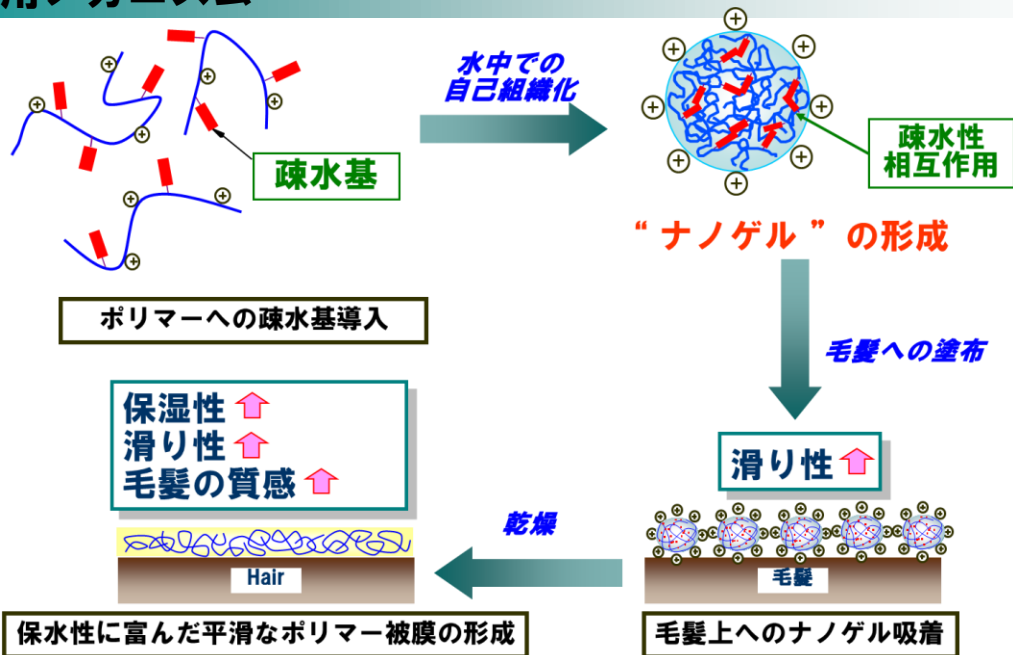 水中での
自己組織化
疎水基
疎水性
相互作用
“ナノゲル”の形成
ポリマーへの疎水基導入
毛髪への塗布
保湿性
滑り性
毛髪の質感
滑り性
乾燥
Hair
毛髪
保水性に富んだ平滑なポリマー被膜の形成
毛髪上へのナノゲル吸着